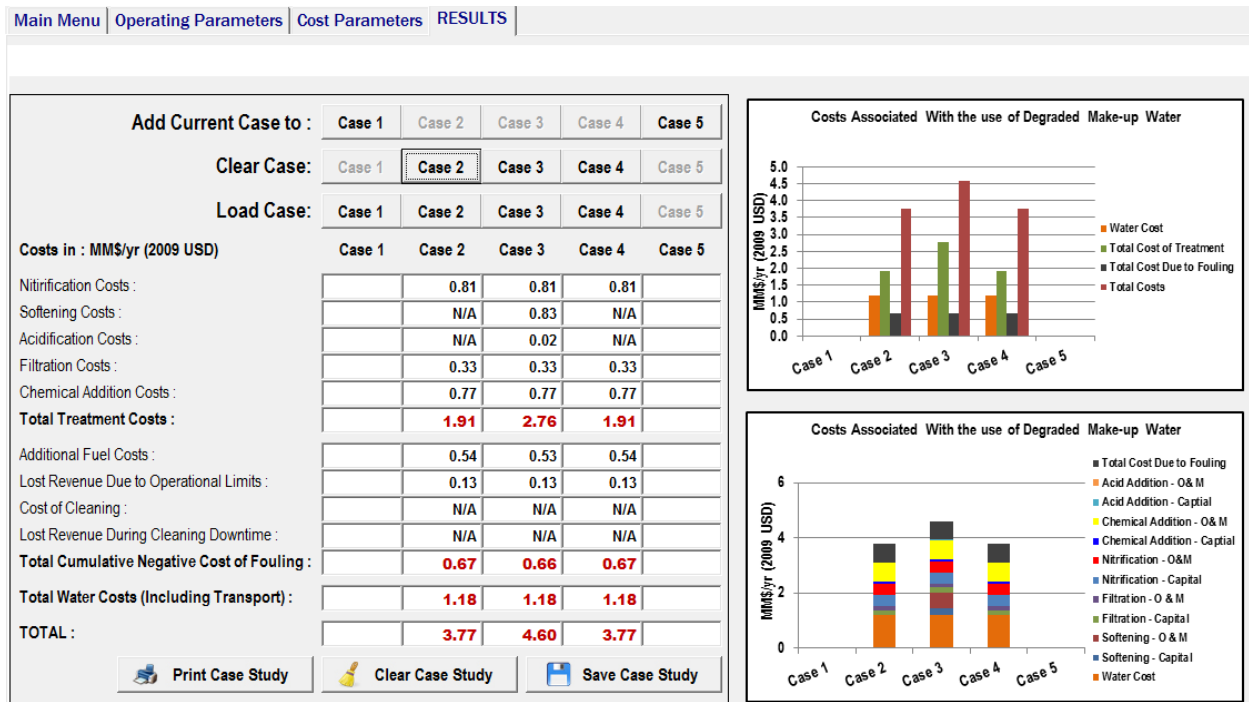 Main Menu Operating Parameters Cost Parameters RESULTS
Add Current Case to : Case 1 Case 2 Case 3 Case 4 Case 5
Clear Case: Case 1 Case 2 Case 3 Case 4 Case 5
Load Case: Case 1 Case 2 Case 3 Case 4 Case 5
Costs in : MM$/yr (2009 USD) Case 1 Case 2 Case 3 Case 4 Case 5
Nitirification Costs : 0.81 0.81 0.81
Softening Costs : N/A 0.83 N/A
Acidification Costs : N/A 0.02 N/A
Filtration Costs : 0.33 0.33 0.33
Chemical Addition Costs : 0.77 0.77 0.77
Total Treatment Costs : 1.91 2.76 1.91
Additional Fuel Costs : 0.54 0.53 0.54
Lost Revenue Due to Operational Limits : 0.13 0.13 0.13
Cost of Cleaning : N/A N/A N/A
Lost Revenue During Cleaning Downtime : N/A N/A N/A
Total Cumulative Negative Cost of Fouling : 0.67 0.66 0.67
Total Water Costs (Including Transport) : 1.18 1.18 1.18
TOTAL : 3.77 4.60 3.77
Print Case Study Clear Case Study Save Case Study
Costs Associated With the use of Degraded Make-up Water
MM$/yr (2009 USD)
5.0
4.5
4.0
3.5
3.0
2.5
2.0
1.5
1.0
0.5
0.0
Case 1 Case 2 Case 3 Case 4 Case 5
Water Cost
Total Cost of Treatment
Total Cost Due to Fouling
Total Costs
Costs Associated With the use of Degraded Make-up Water
MM$/yr (2009 USD)
6
4
2
0
Case 1 Case 2 Case 3 Case 4 Case 5
Total Cost Due to Fouling
Acid Addition - O& M
Acid Addition - Captial
Chemical Addition - O& M
Chemical Addition - Captial
Nitrification - O&M
Nitrification - Capital
Filtration - O & M
Filtration - Capital
Softening - O & M
Softening - Capital
Water Cost